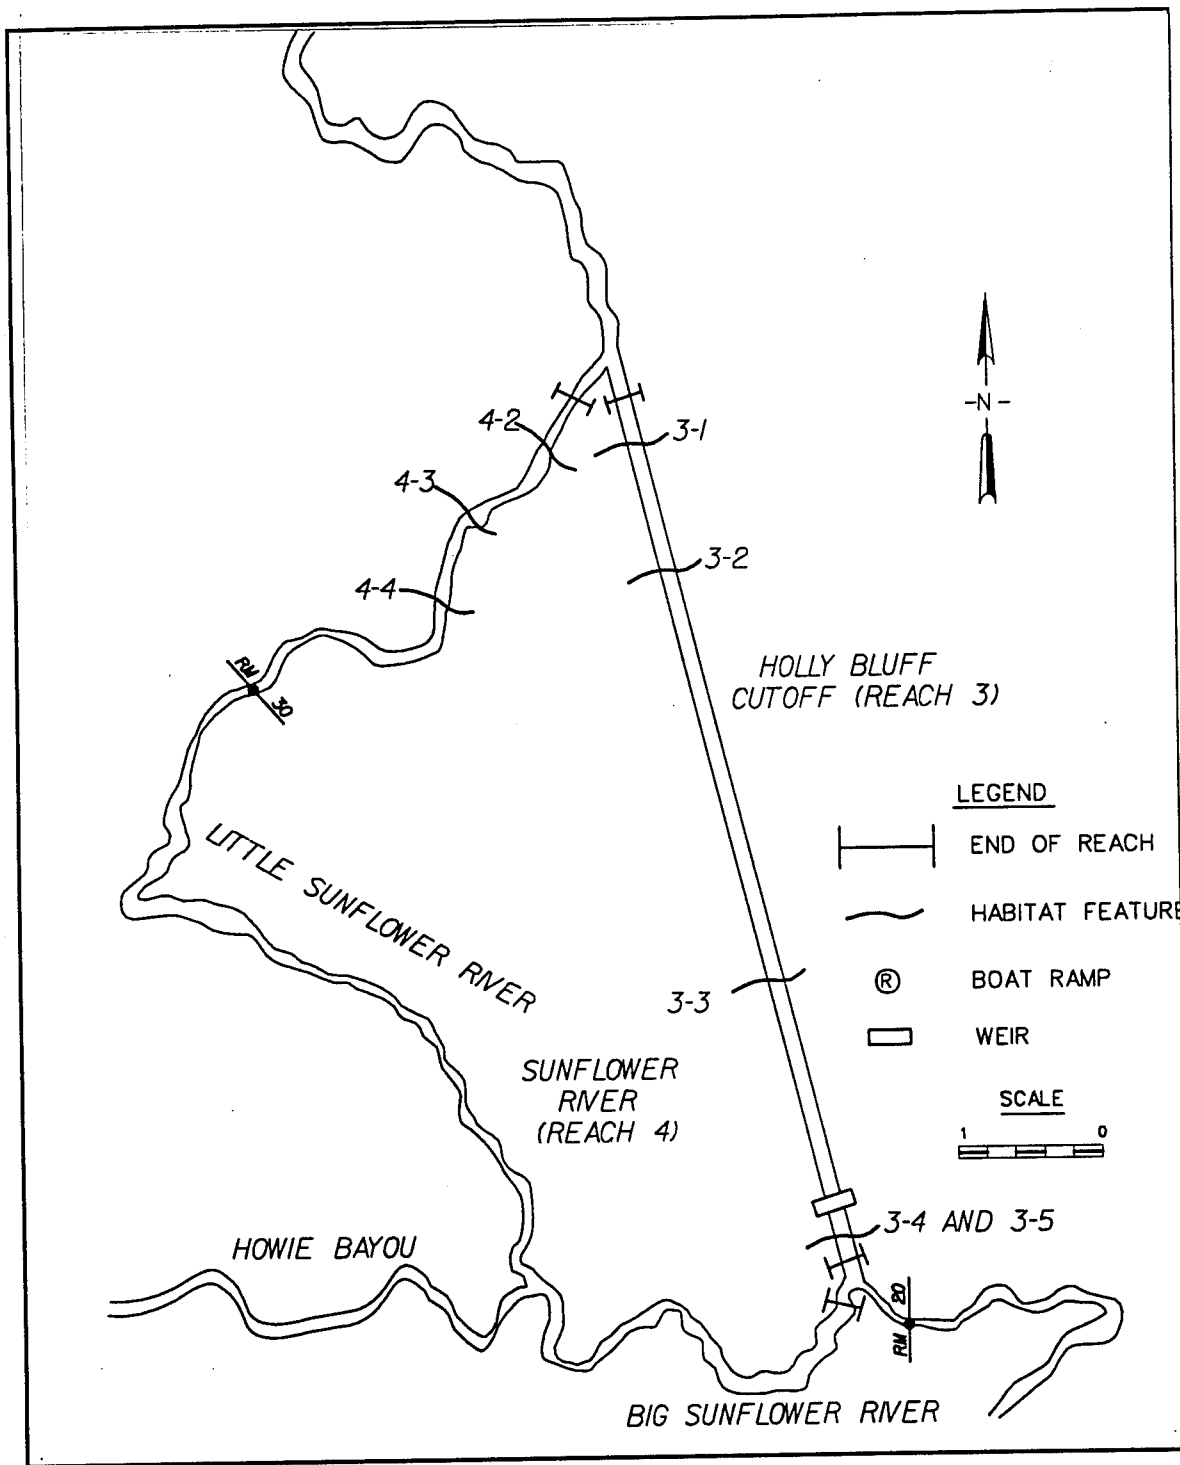 -N-
4-2
3-1
4-3
3-2
4-4
HOLLY BLUFF
CUTOFF (REACH 3)
RM
30
LEGEND
END OF REACH
LITTLE SUNFLOWER RIVER
HABITAT FEATURE
BOAT RAMP
R
3-3
WEIR
SUNFLOWER
RIVER
(REACH 4)
SCALE
1 0
3-4 AND 3-5
HOWIE BAYOU
RM 20
BIG SUNFLOWER RIVER